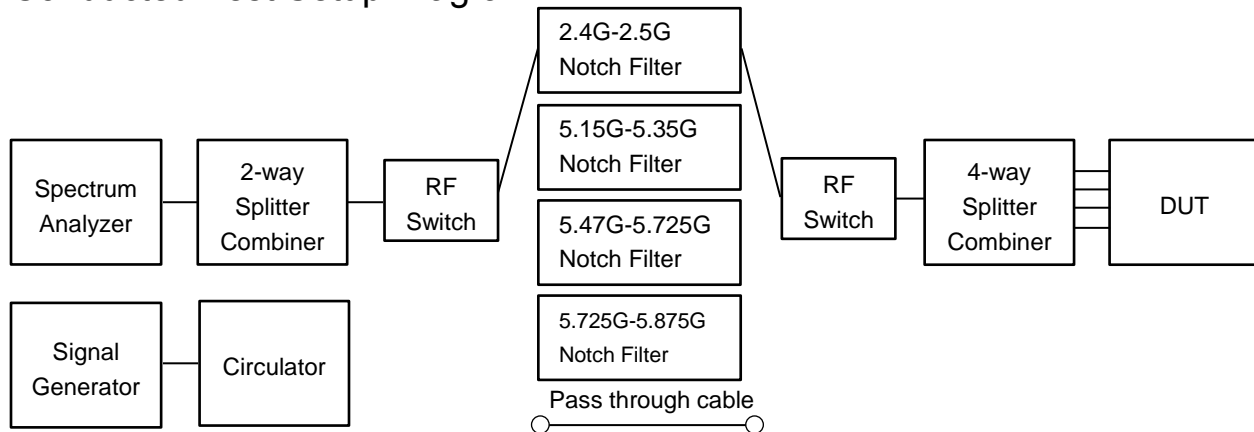 2.4G-2.5G
Notch Filter
5.15G-5.35G
Notch Filter
Spectrum
Analyzer
2-way
Splitter
Combiner
RF
Switch
RF
Switch
4-way
Splitter
Combiner
DUT
5.47G-5.725G
Notch Filter
5.725G-5.875G
Notch Filter
Signal
Generator
Circulator
Pass through cable